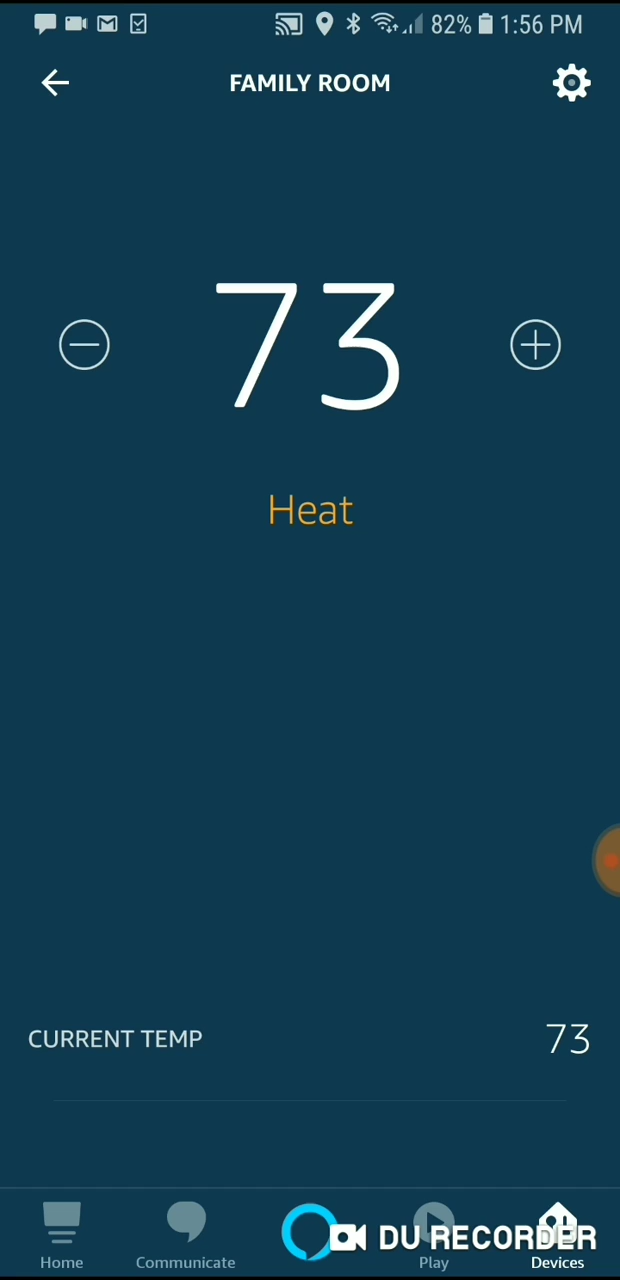 82% 1:56 PM
FAMILY ROOM
73
Heat
CURRENT TEMP 73
DU RECORDER
Home Communicate Play Devices